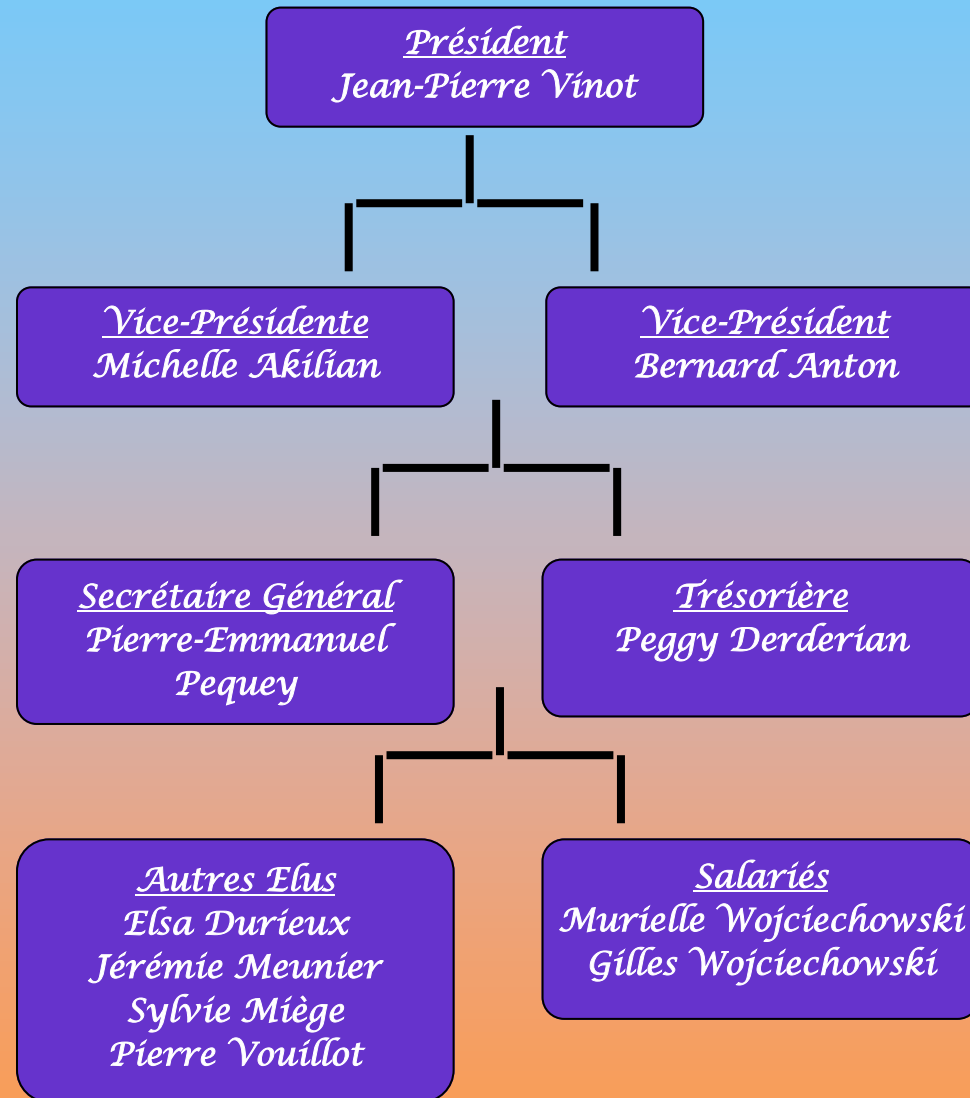 Président
Jean-Pierre Vinot
Vice-Présidente
Michelle Akilian
Vice-Président
Bernard Anton
Secrétaire Général
Pierre-Emmanuel
Pequey
Trésorière
Peggy Derderian
Autres Elus
Elsa Durieux
Jérémie Meunier
Sylvie Miège
Pierre Vouillot
Salariés
Murielle Wojciechowski
Gilles Wojciechowski